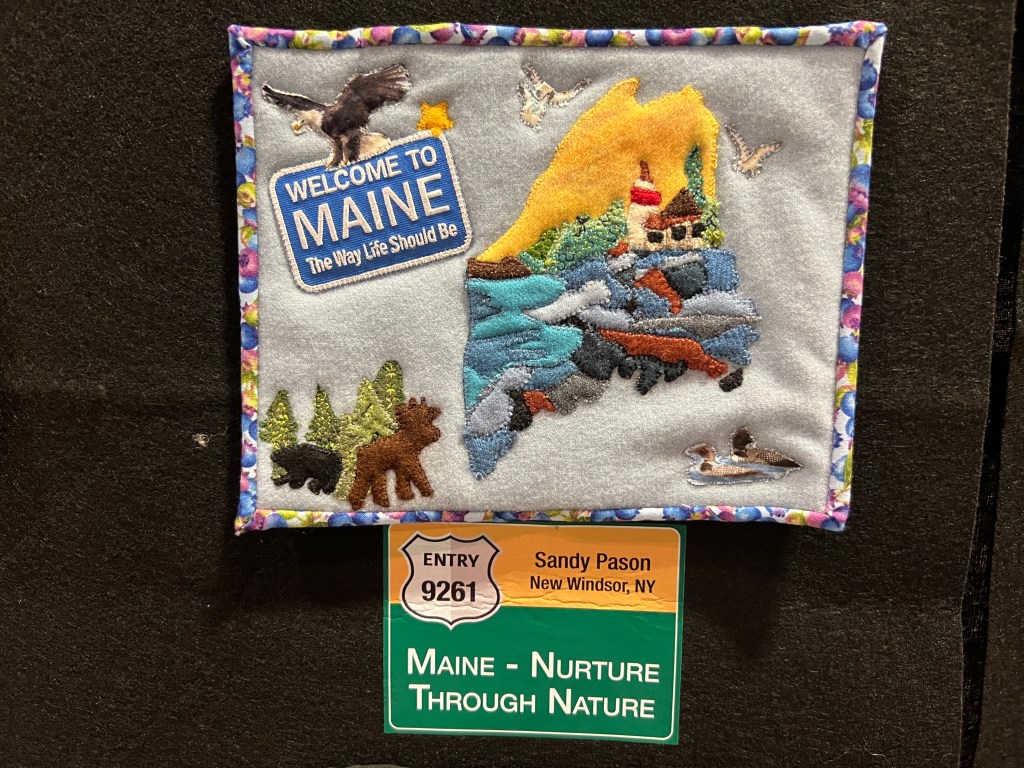 WELCOME TO
MAINE
The Way Life Should Be
ENTRY
9261
Sandy Pason
New Windsor, NY
MAINE - NURTURE
THROUGH NATURE